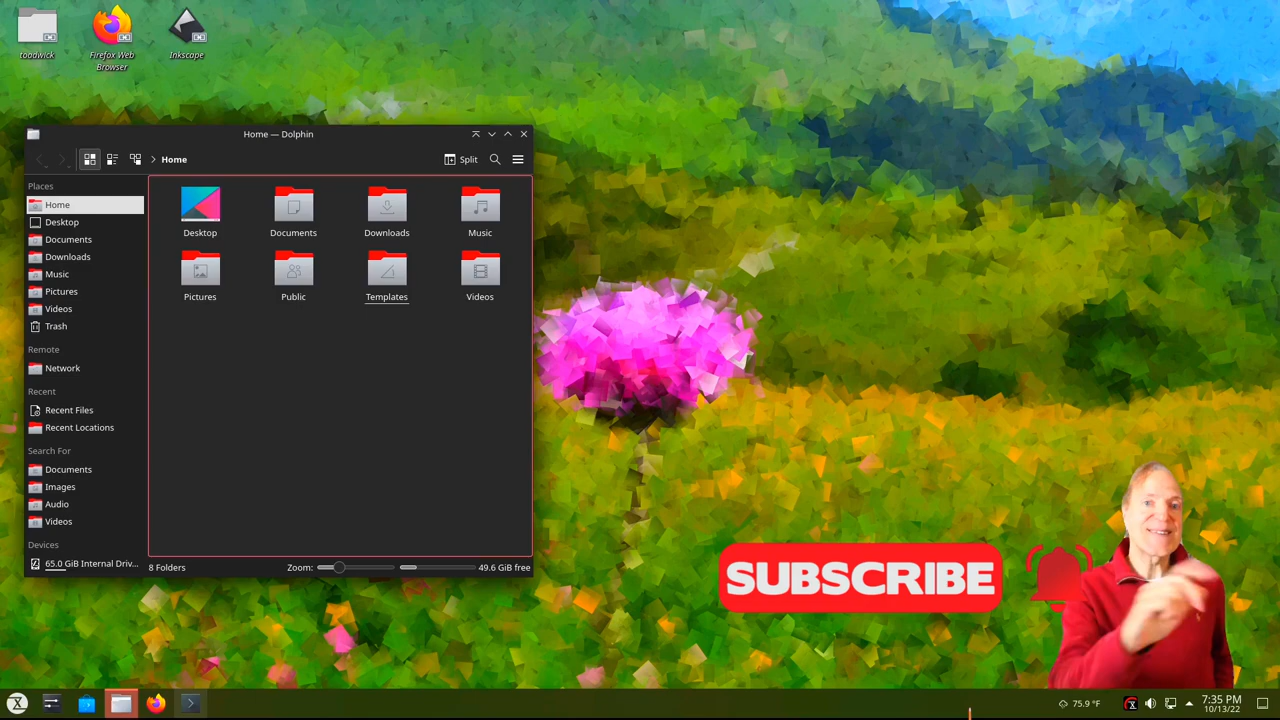 toadwick
Firefox Web
Browser
Inkscape
Home — Dolphin
Home
Split
Places
Home
Desktop
Documents
Downloads
Music
Pictures
Videos
Trash
Remote
Network
Recent
Recent Files
Recent Locations
Search For
Documents
Images
Audio
Videos
Devices
65.0 GiB Internal Driv...
Desktop
Documents
Downloads
Music
Pictures
Public
Templates
Videos
8 Folders
Zoom:
49.6 GiB free
SUBSCRIBE
75.9 °F
7:35 PM
10/13/22